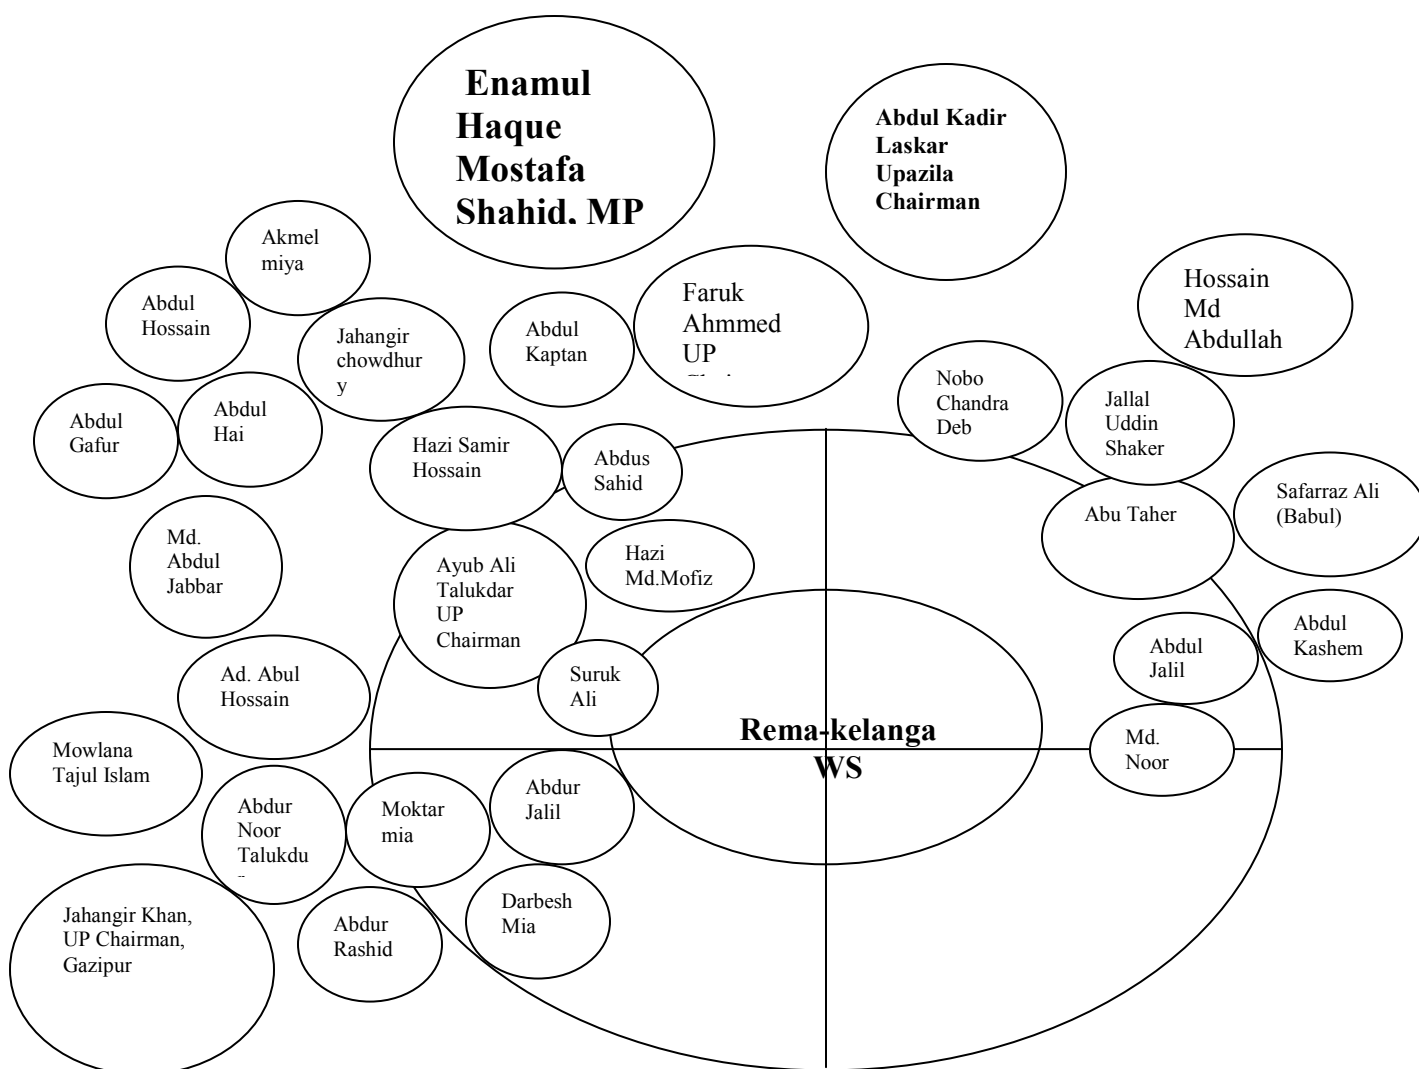 Enamul
Haque
Mostafa
Shahid, MP
Abdul Kadir
Laskar
Upazila
Chairman
Akmel
miya
Abdul
Hossain
Jahangir
chowdhur
y
Abdul
Kaptan
Faruk
Ahmmed
UP
Hossain
Md
Abdullah
Nobo
Chandra
Deb
Jallal
Uddin
Shaker
Abdul
Gafur
Abdul
Hai
Hazi Samir
Hossain
Abdus
Sahid
Abu Taher
Safarraz Ali
(Babul)
Md.
Abdul
Jabbar
Ayub Ali
Talukdar
UP
Chairman
Hazi
Md.Mofiz
Abdul
Kashem
Abdul
Jalil
Ad. Abul
Hossain
Suruk
Ali
Rema-kelanga
WS
Md.
Noor
Mowlana
Tajul Islam
Abdur
Noor
Talukdu
Moktar
mia
Abdur
Jalil
Jahangir Khan,
UP Chairman,
Gazipur
Abdur
Rashid
Darbesh
Mia